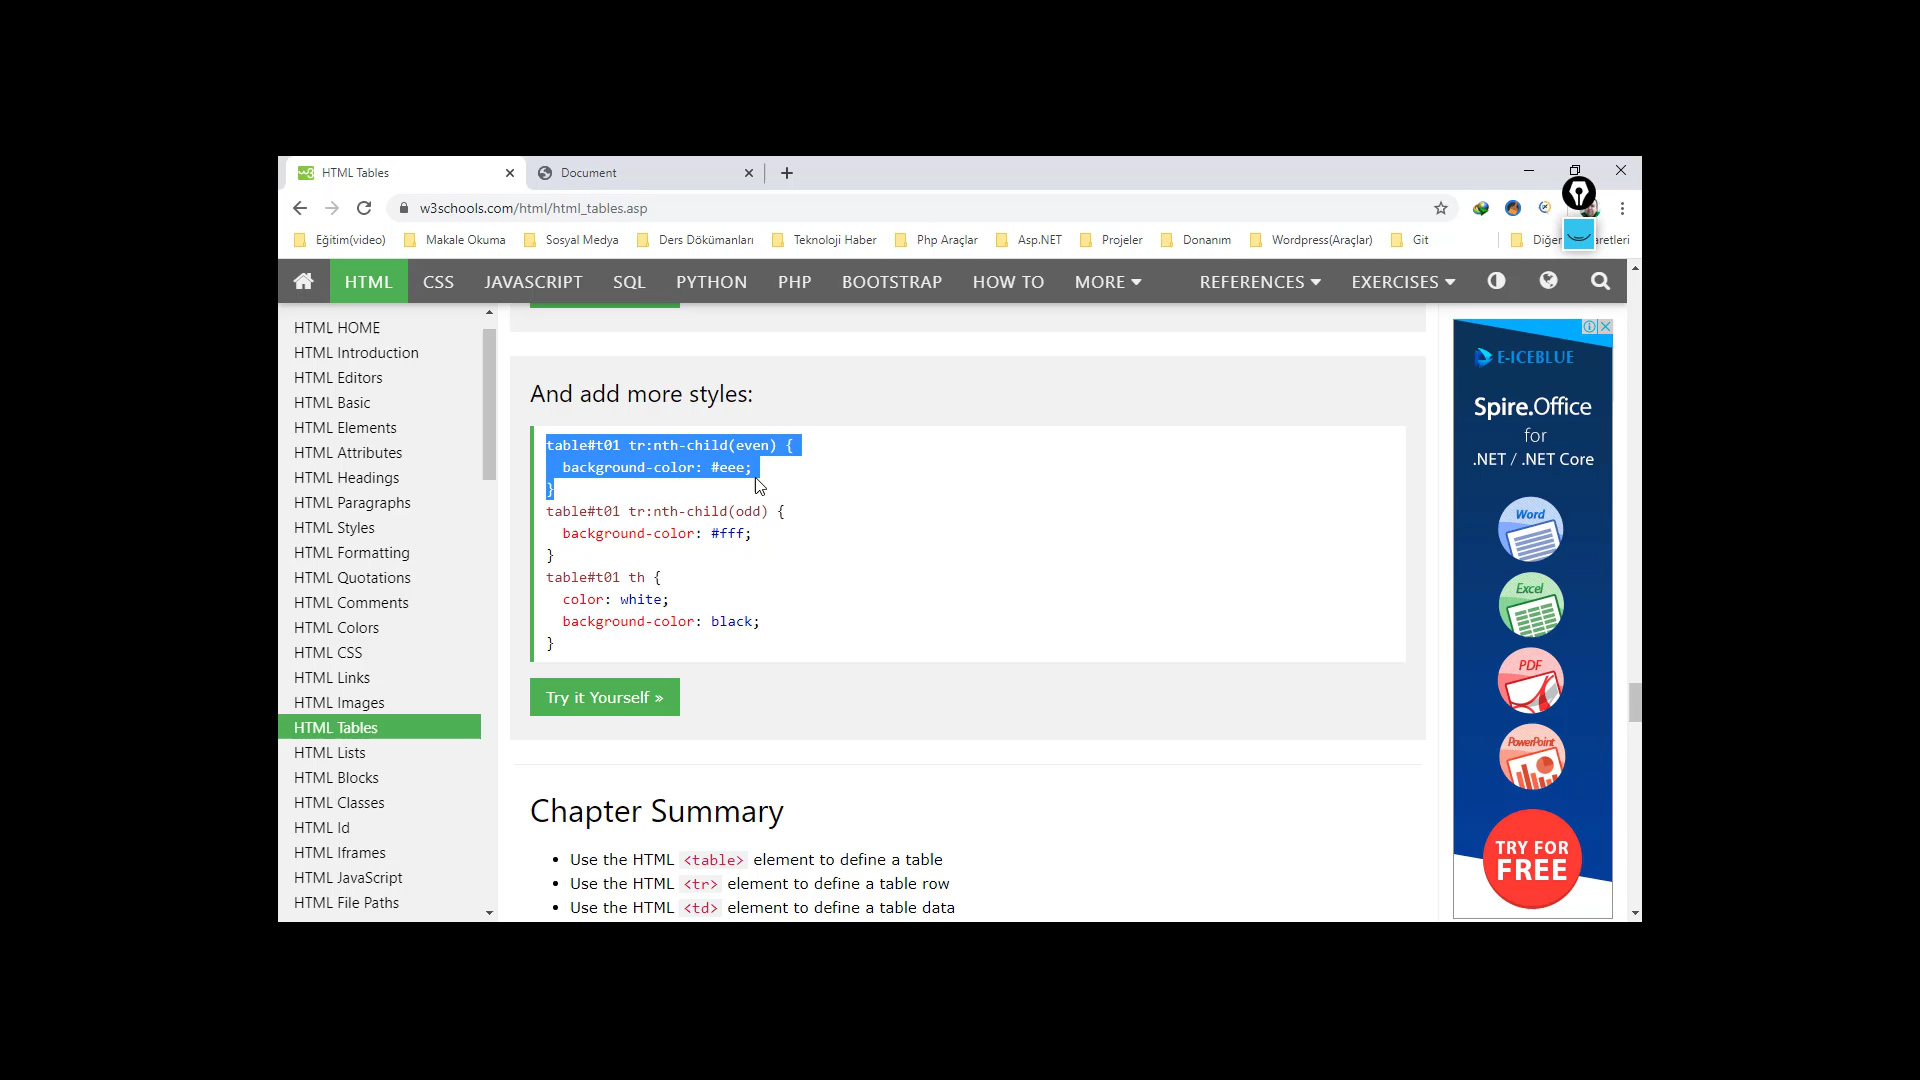 HTML Tables
Document
w3schools.com/html/html_tables.asp
Eğitim(video)
Makale Okuma
Sosyal Medya
Ders Dökümanları
Teknoloji Haber
Php Araçlar
Asp.NET
Projeler
Donanım
Wordpress(Araçlar)
Git
HTML
CSS
JAVASCRIPT
SQL
PYTHON
PHP
BOOTSTRAP
HOW TO
MORE
REFERENCES
EXERCISES
HTML HOME
HTML Introduction
HTML Editors
HTML Basic
HTML Elements
HTML Attributes
HTML Headings
HTML Paragraphs
HTML Styles
HTML Formatting
HTML Quotations
HTML Comments
HTML Colors
HTML CSS
HTML Links
HTML Images
HTML Tables
HTML Lists
HTML Blocks
HTML Classes
HTML Id
HTML Iframes
HTML JavaScript
HTML File Paths
And add more styles:
table#t01 tr:nth-child(even) {
background-color: #eee;
}
table#t01 tr:nth-child(odd) {
background-color: #fff;
}
table#t01 th {
color: white;
background-color: black;
}
Try it Yourself »
Chapter Summary
• Use the HTML <table> element to define a table
• Use the HTML <tr> element to define a table row
• Use the HTML <td> element to define a table data
E-ICEBLUE
Spire.Office
for
.NET / .NET Core
Word
Excel
PDF
PowerPoint
TRY FOR
FREE